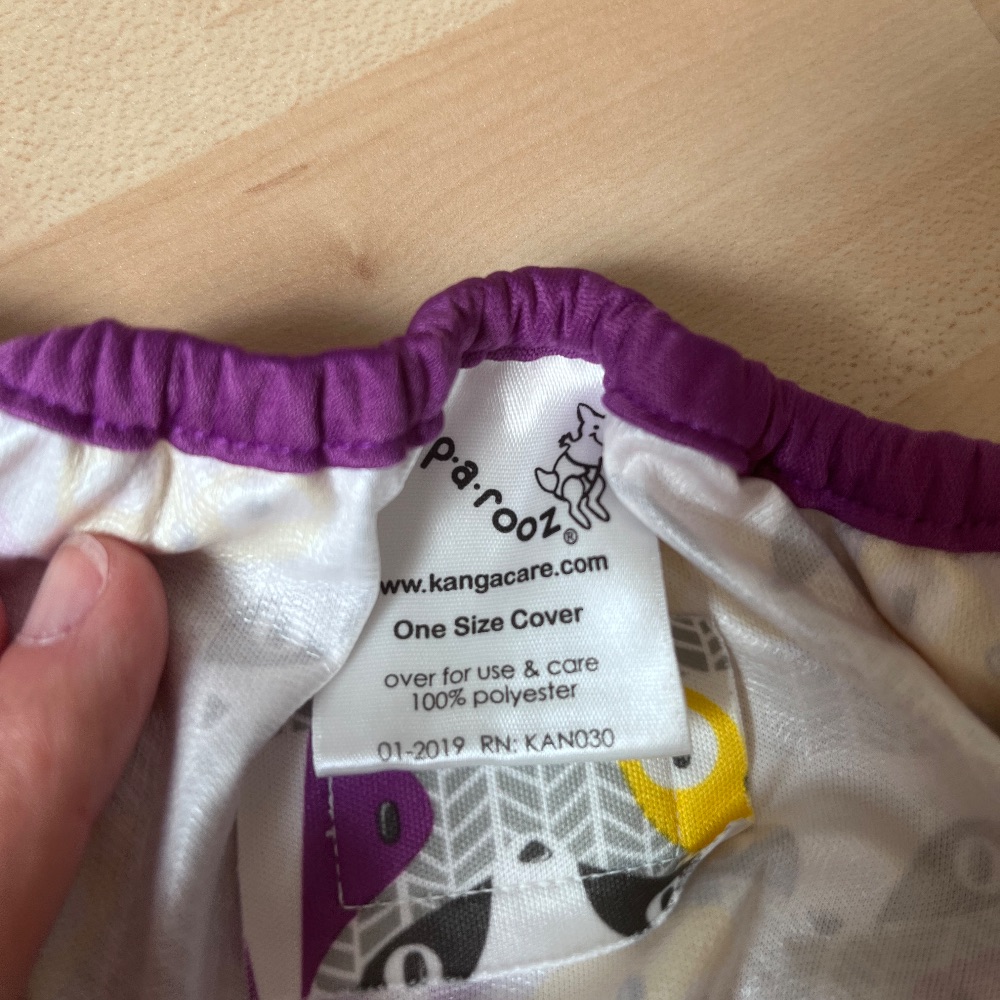 p·a·rooz®
www.kangacare.com
One Size Cover
over for use & care
100% polyester
01-2019 RN: KAN030